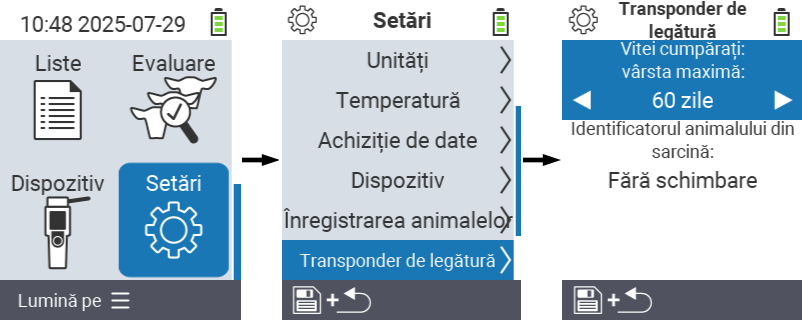 10:48 2025-07-29
Liste
Evaluare
Dispozitiv
Setări
Lumină pe
Setări
Unități
Temperatură
Achiziție de date
Dispozitiv
Înregistrarea animalelor
Transponder de legătură
+
Transponder de
legătură
Vitei cumpărați:
vârsta maximă:
60 zile
Identificatorul animalului din
sarcină:
Fără schimbare
+